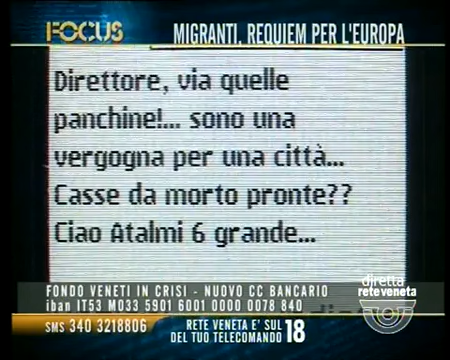 FOCUS
MIGRANTI, REQUIEM PER L'EUROPA
Direttore, via quelle
panchine!... sono una
vergogna per una città...
Casse da morto pronte??
Ciao Atalmi 6 grande...
FONDO VENETI IN CRISI - NUOVO CC BANCARIO
iban IT53 M033 5901 6001 0000 0078 840
diretta
reteveneta
SMS 340 3218806
RETE VENETA E' SUL
DEL TUO TELECOMANDO 18